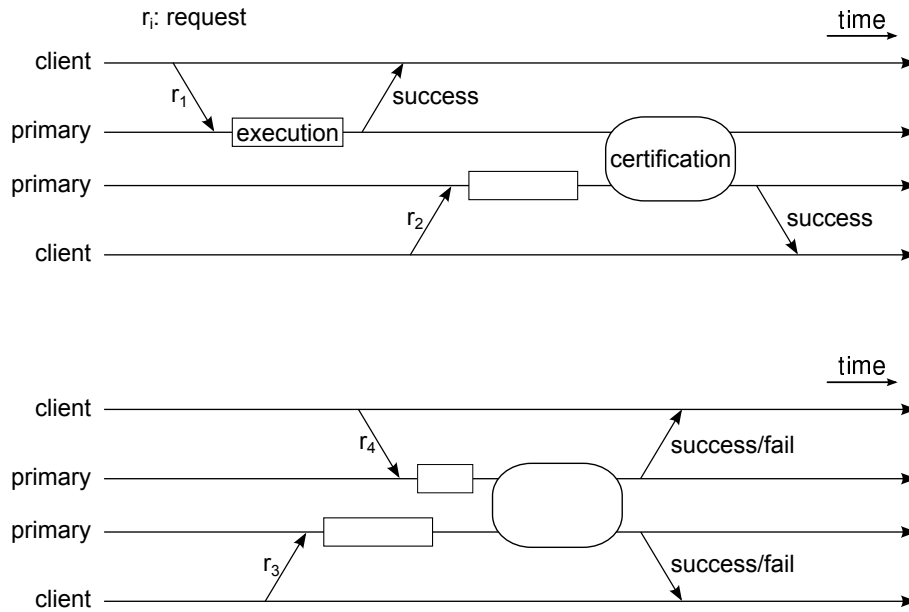 rᵢ: request
time
client
r₁
success
primary
execution
certification
primary
r₂
success
client
time
client
r₄
success/fail
primary
primary
r₃
success/fail
client